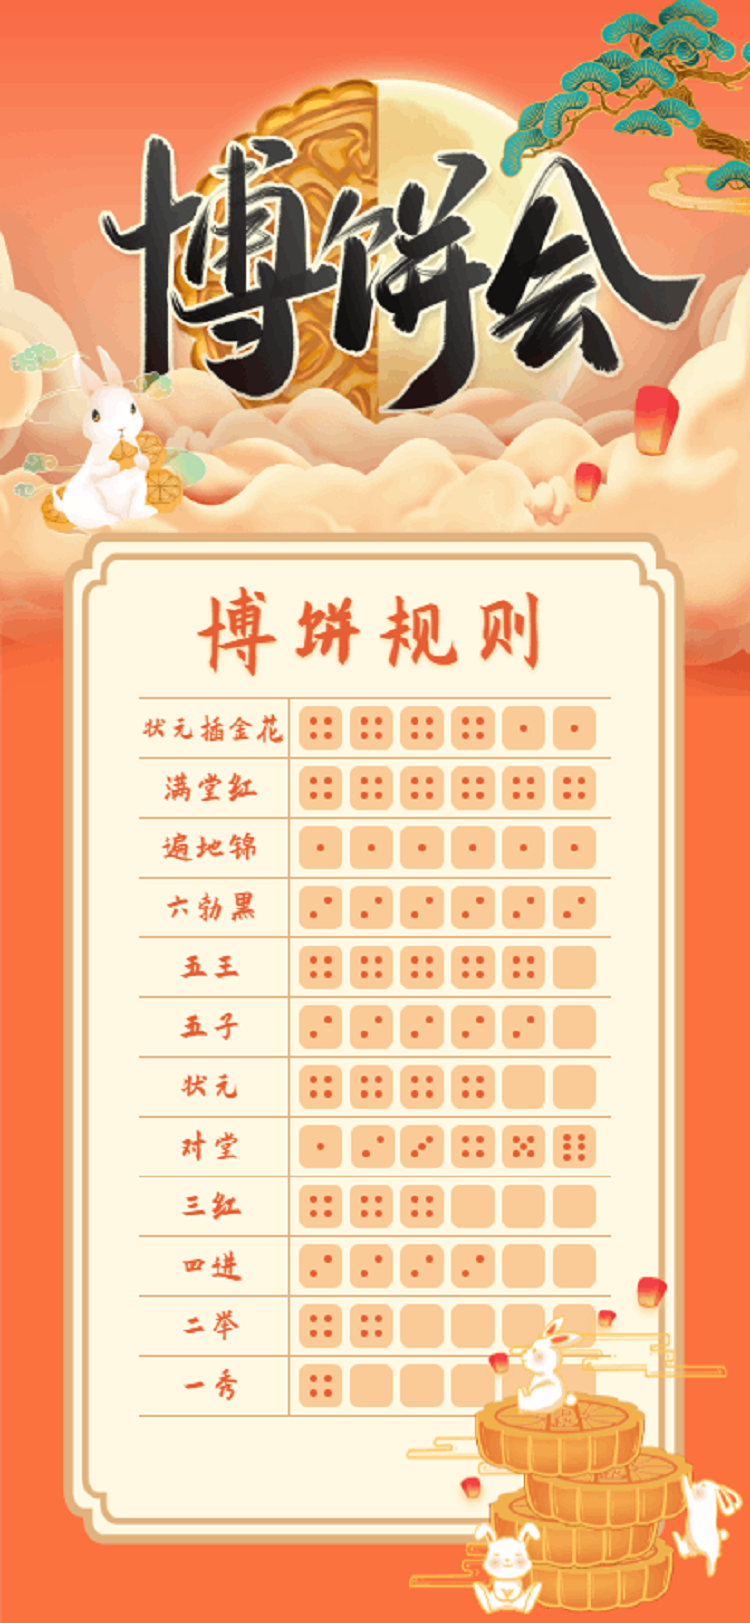 博饼会
博饼规则
状元插金花
满堂红
遍地锦
六勃黑
五王
五子
状元
对堂
三红
四进
二举
一秀